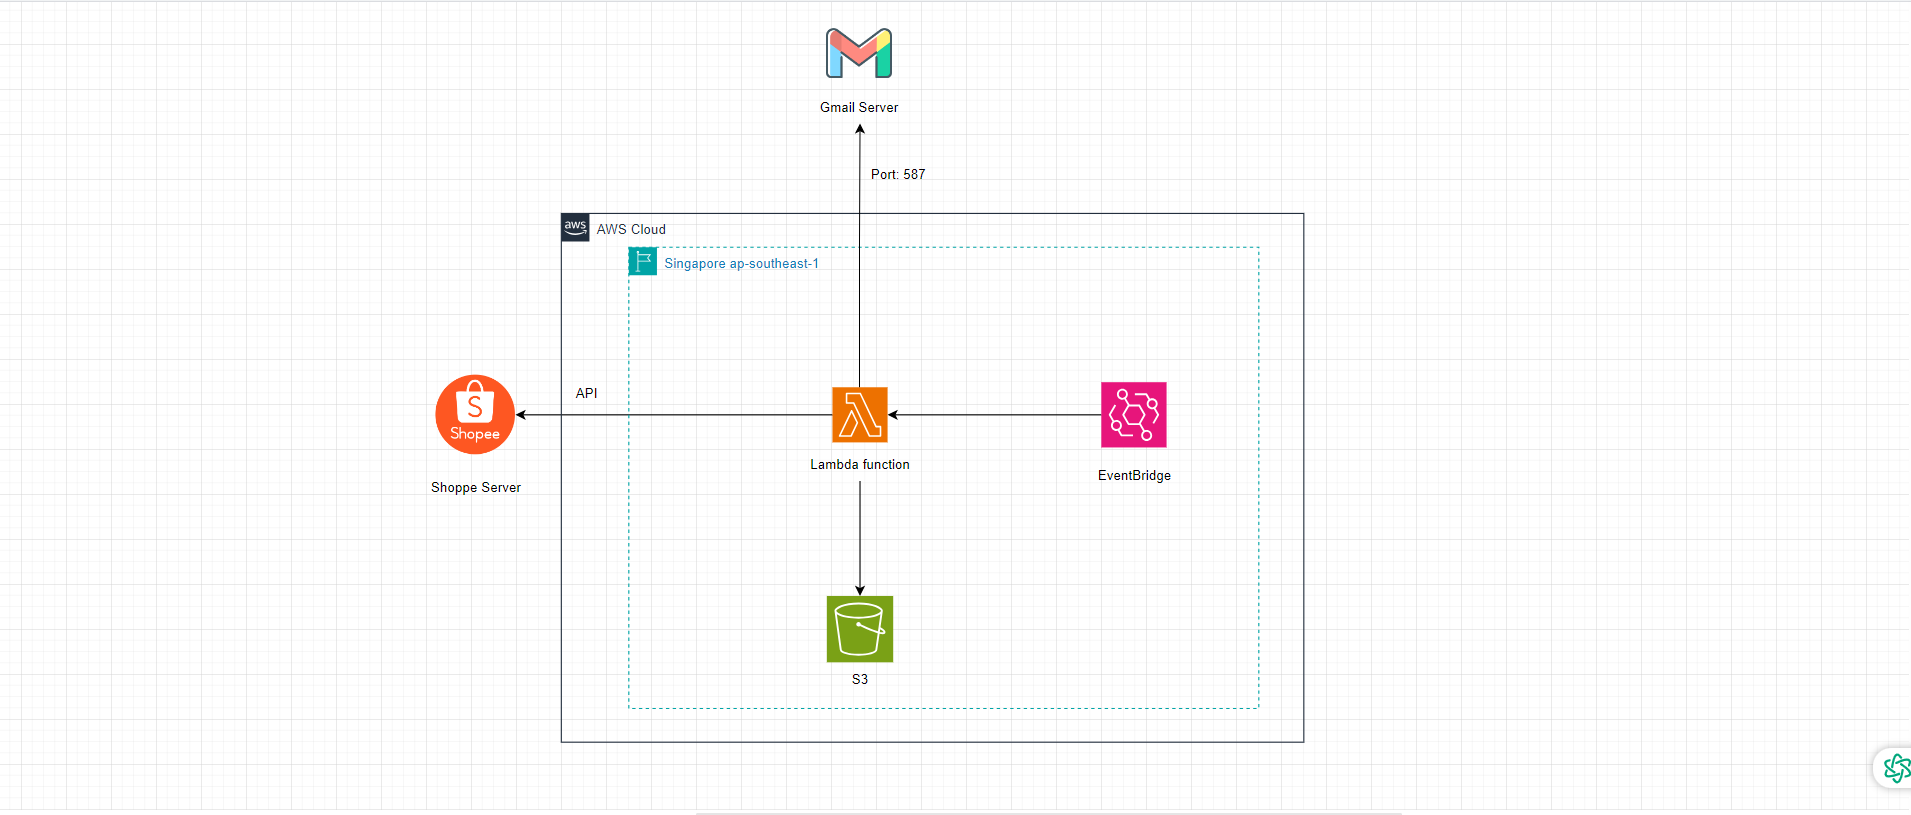 Gmail Server
Port: 587
aws
AWS Cloud
Singapore ap-southeast-1
API
S
Shopee
Shoppe Server
Lambda function
EventBridge
S3